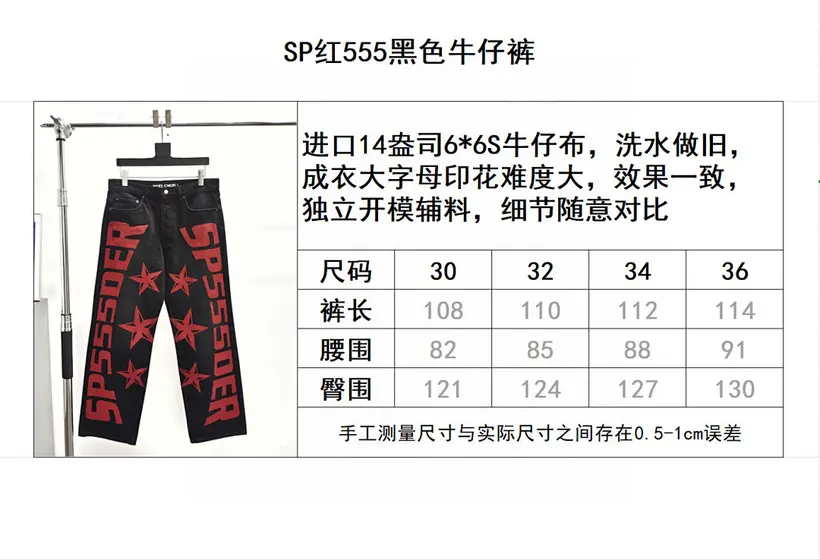 SP红555黑色牛仔裤
进口14盎司6*6S牛仔布，洗水做旧，
成衣大字母印花难度大，效果一致，
独立开模辅料，细节随意对比
尺码 30 32 34 36
裤长 108 110 112 114
腰围 82 85 88 91
臀围 121 124 127 130
手工测量尺寸与实际尺寸之间存在0.5-1cm误差
SP555DER
SP555DER